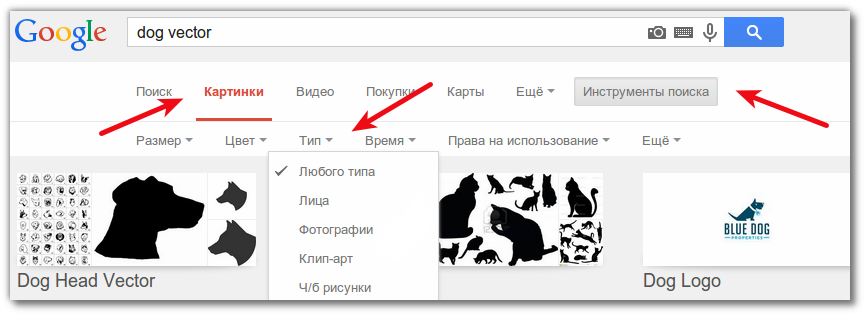 Google dog vector
Поиск Картинки Видео Покупки Карты Ещё Инструменты поиска
Размер Цвет Тип Время Права на использование Ещё
Любого типа
Лица
Фотографии
Клип-арт
Ч/б рисунки
BLUE DOG
PROPERTIES
Dog Head Vector
Dog Logo